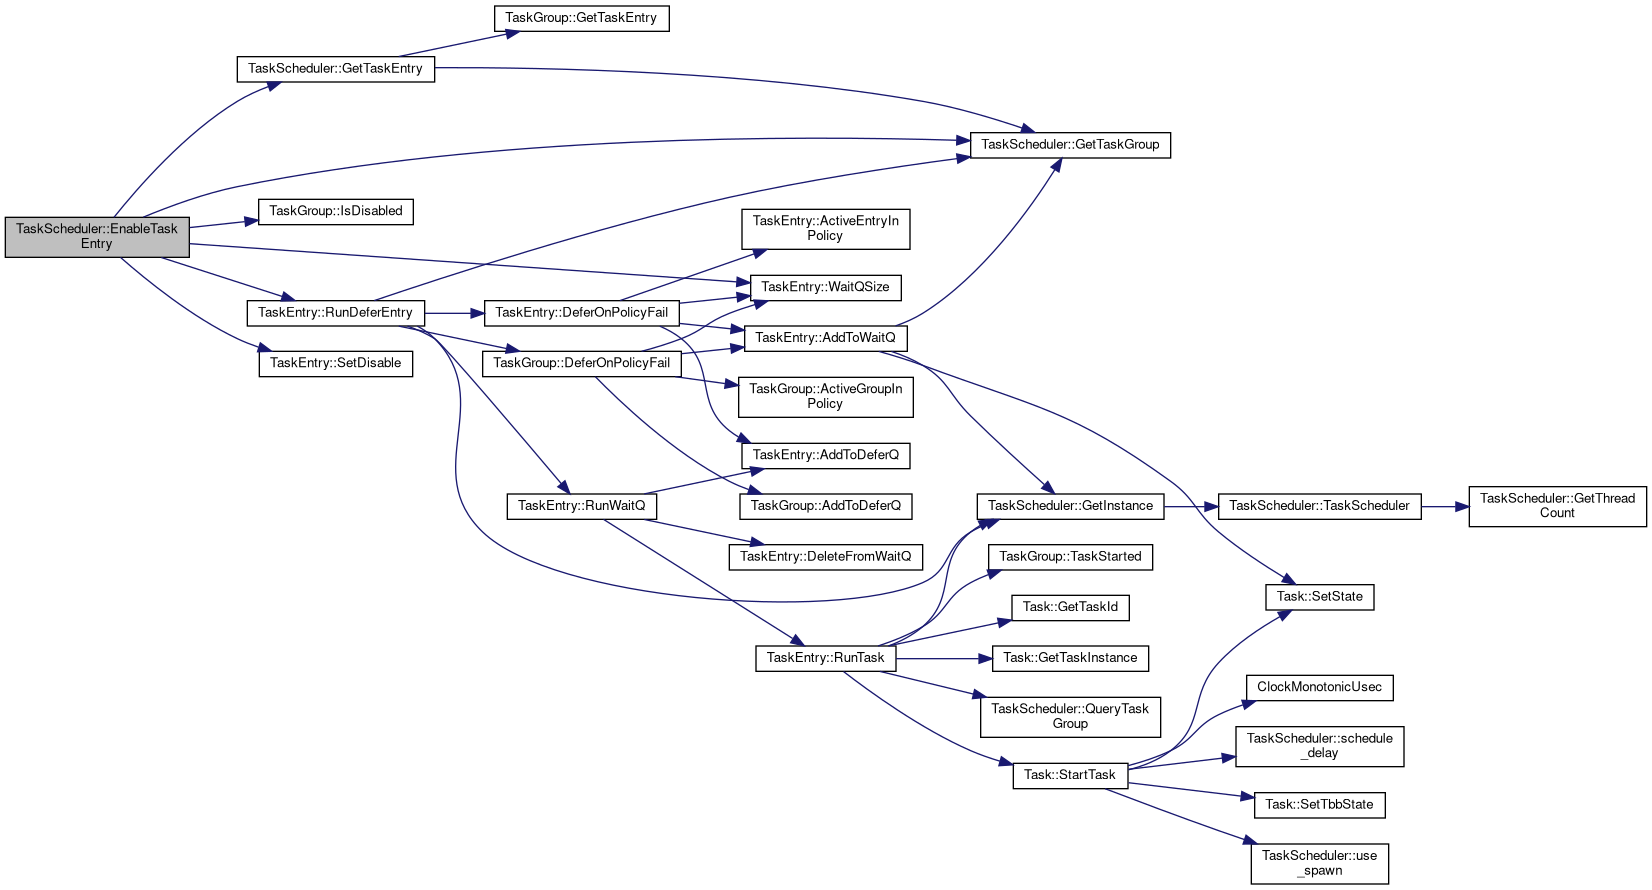 TaskGroup::GetTaskEntry
TaskScheduler::GetTaskEntry
TaskScheduler::GetTaskGroup
TaskGroup::IsDisabled
TaskScheduler::EnableTask
Entry
TaskEntry::ActiveEntryIn
Policy
TaskEntry::WaitQSize
TaskEntry::RunDeferEntry
TaskEntry::DeferOnPolicyFail
TaskEntry::AddToWaitQ
TaskEntry::SetDisable
TaskGroup::DeferOnPolicyFail
TaskGroup::ActiveGroupIn
Policy
TaskEntry::AddToDeferQ
TaskEntry::RunWaitQ
TaskGroup::AddToDeferQ
TaskScheduler::GetInstance
TaskScheduler::TaskScheduler
TaskScheduler::GetThread
Count
TaskEntry::DeleteFromWaitQ
TaskGroup::TaskStarted
Task::SetState
Task::GetTaskId
TaskEntry::RunTask
Task::GetTaskInstance
ClockMonotonicUsec
TaskScheduler::QueryTask
Group
TaskScheduler::schedule
_delay
Task::StartTask
Task::SetTbbState
TaskScheduler::use
_spawn